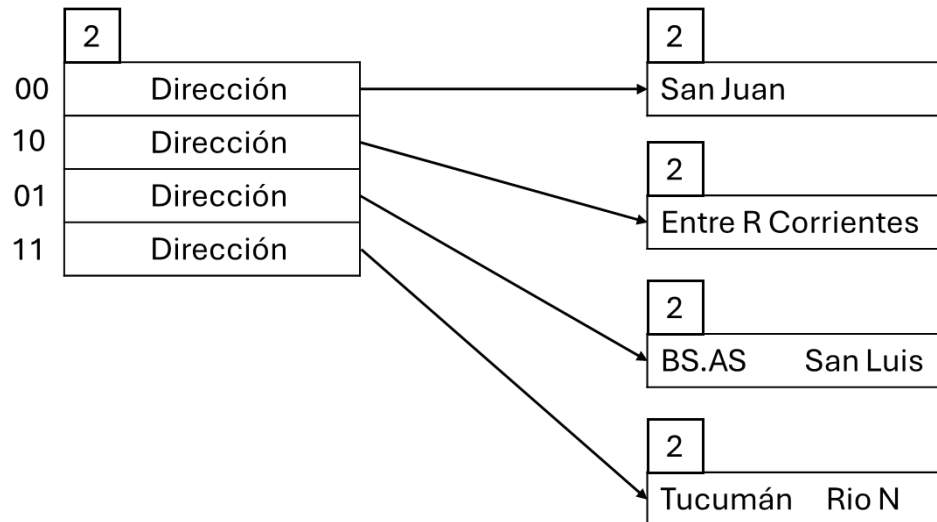 2
00 Dirección
10 Dirección
01 Dirección
11 Dirección
2
San Juan
2
Entre R Corrientes
2
BS.AS San Luis
2
Tucumán Rio N